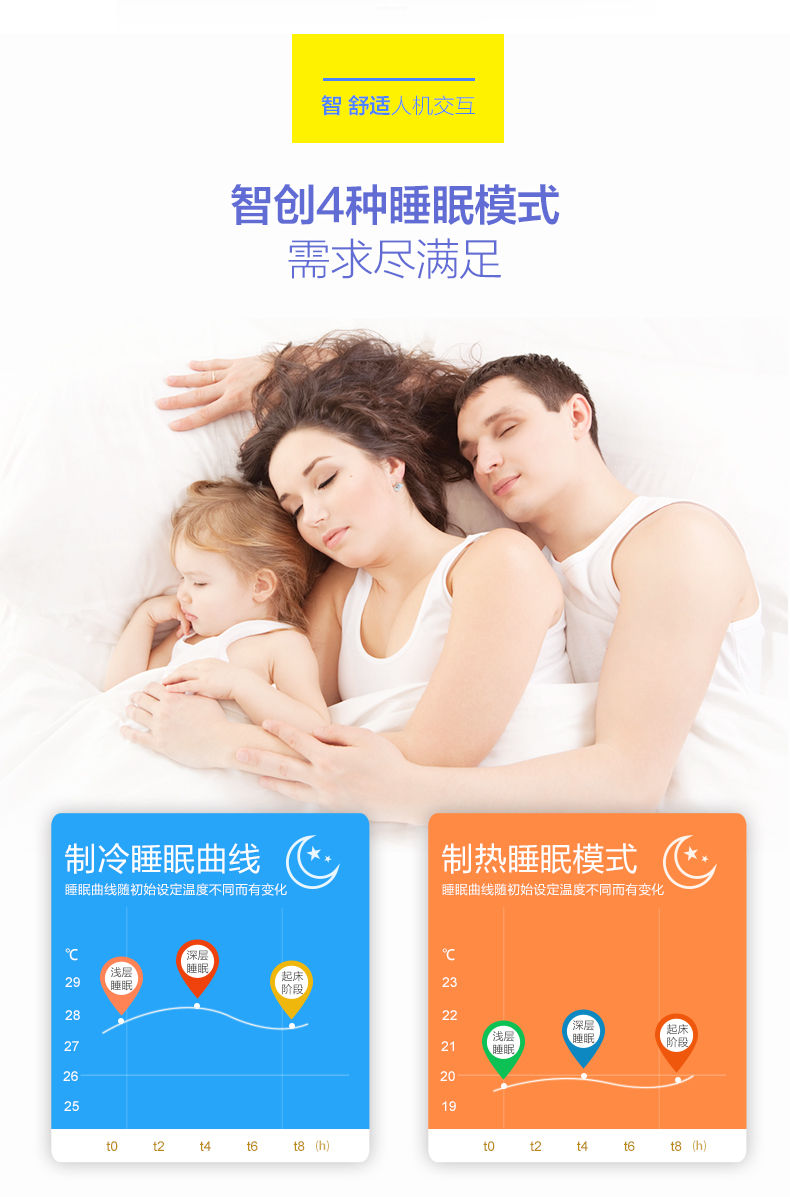 智 舒适人机交互
智创4种睡眠模式
需求尽满足
制冷睡眠曲线
睡眠曲线随初始设定温度不同而有变化
℃
29
28
27
26
25
浅层
睡眠
深层
睡眠
起床
阶段
t0 t2 t4 t6 t8 (h)
制热睡眠模式
睡眠曲线随初始设定温度不同而有变化
℃
23
22
21
20
19
浅层
睡眠
深层
睡眠
起床
阶段
t0 t2 t4 t6 t8 (h)